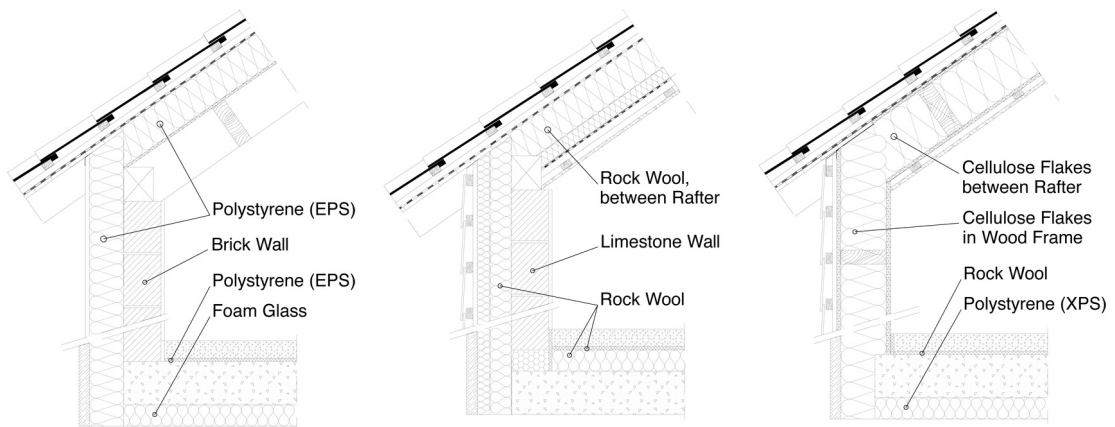 Polystyrene (EPS)
Brick Wall
Polystyrene (EPS)
Foam Glass
Rock Wool,
between Rafter
Limestone Wall
Rock Wool
Cellulose Flakes
between Rafter
Cellulose Flakes
in Wood Frame
Rock Wool
Polystyrene (XPS)